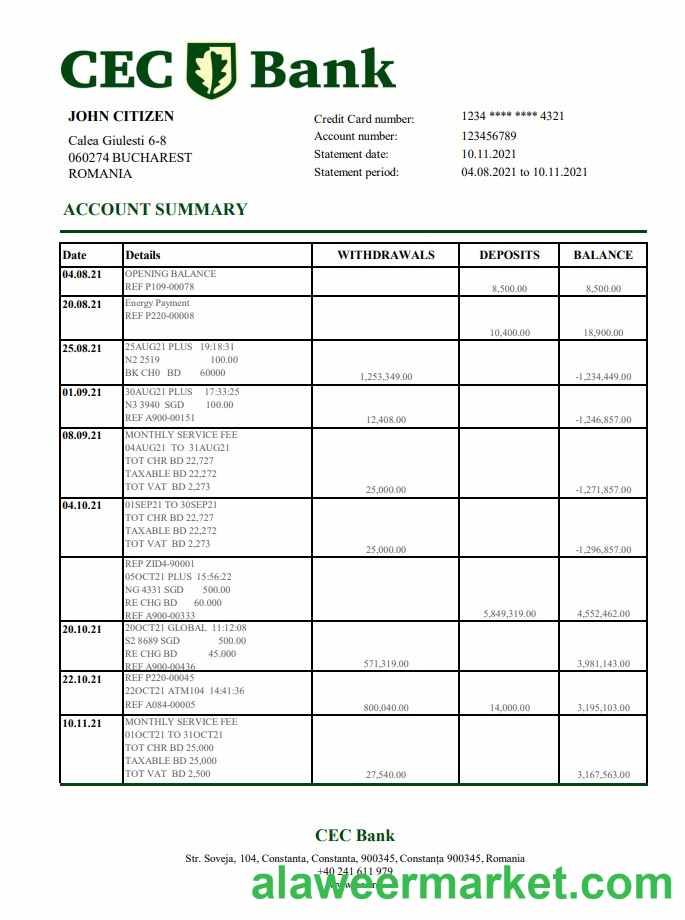 CEC Bank
JOHN CITIZEN
Calea Giulesti 6-8
060274 BUCHAREST
ROMANIA
Credit Card number: 1234 **** **** 4321
Account number: 123456789
Statement date: 10.11.2021
Statement period: 04.08.2021 to 10.11.2021
ACCOUNT SUMMARY
Date Details WITHDRAWALS DEPOSITS BALANCE
04.08.21 OPENING BALANCE
REF P109-00078 8,500.00 8,500.00
20.08.21 Energy Payment
REF P220-00008
10,400.00 18,900.00
25.08.21 25AUG21 PLUS 19:18:31
N2 2519 100.00
BK CH0 BD 60000 1,253,349.00 -1,234,449.00
01.09.21 30AUG21 PLUS 17:33:25
N3 3940 SGD 100.00
REF A900-00151 12,408.00 -1,246,857.00
08.09.21 MONTHLY SERVICE FEE
04AUG21 TO 31AUG21
TOT CHR BD 22,727
TAXABLE BD 22,272
TOT VAT BD 2,273 25,000.00 -1,271,857.00
04.10.21 01SEP21 TO 30SEP21
TOT CHR BD 22,727
TAXABLE BD 22,272
TOT VAT BD 2,273 25,000.00 -1,296,857.00
REP ZID4-90001
05OCT21 PLUS 15:56:22
NG 4331 SGD 500.00
RE CHG BD 60.000
REF A900-00333 5,849,319.00 4,552,462.00
20.10.21 20OCT21 GLOBAL 11:12:08
S2 8689 SGD 500.00
RE CHG BD 45.000
REF A900-00436 571,319.00 3,981,143.00
22.10.21 REF P220-00045
22OCT21 ATM104 14:41:36
REF A084-00005 800,040.00 14,000.00 3,195,103.00
10.11.21 MONTHLY SERVICE FEE
01OCT21 TO 31OCT21
TOT CHR BD 25,000
TAXABLE BD 25,000
TOT VAT BD 2,500 27,540.00 3,167,563.00
CEC Bank
Str. Soveja, 104, Constanta, Constanta, 900345, Constanța 900345, Romania
+40 241 611 979
alaweermarket.com